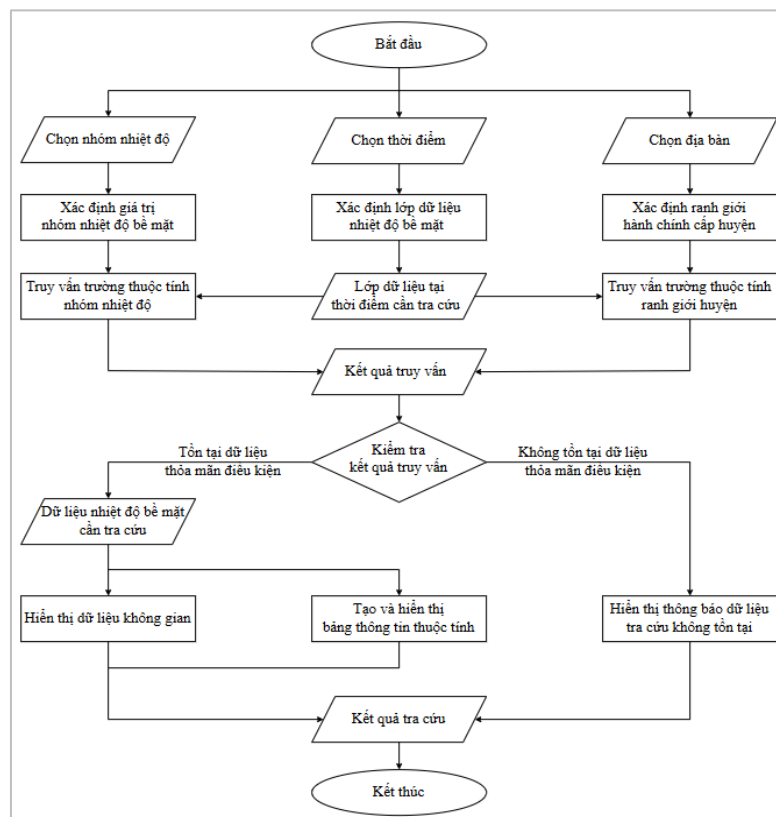 Bắt đầu
Chọn nhóm nhiệt độ
Chọn thời điểm
Chọn địa bàn
Xác định giá trị
nhóm nhiệt độ bề mặt
Xác định lớp dữ liệu
nhiệt độ bề mặt
Xác định ranh giới
hành chính cấp huyện
Truy vấn trường thuộc tính
nhóm nhiệt độ
Lớp dữ liệu tại
thời điểm cần tra cứu
Truy vấn trường thuộc tính
ranh giới huyện
Kết quả truy vấn
Tồn tại dữ liệu
thỏa mãn điều kiện
Kiểm tra
kết quả truy vấn
Không tồn tại dữ liệu
thỏa mãn điều kiện
Dữ liệu nhiệt độ bề mặt
cần tra cứu
Hiển thị dữ liệu không gian
Tạo và hiển thị
bảng thông tin thuộc tính
Hiển thị thông báo dữ liệu
tra cứu không tồn tại
Kết quả tra cứu
Kết thúc